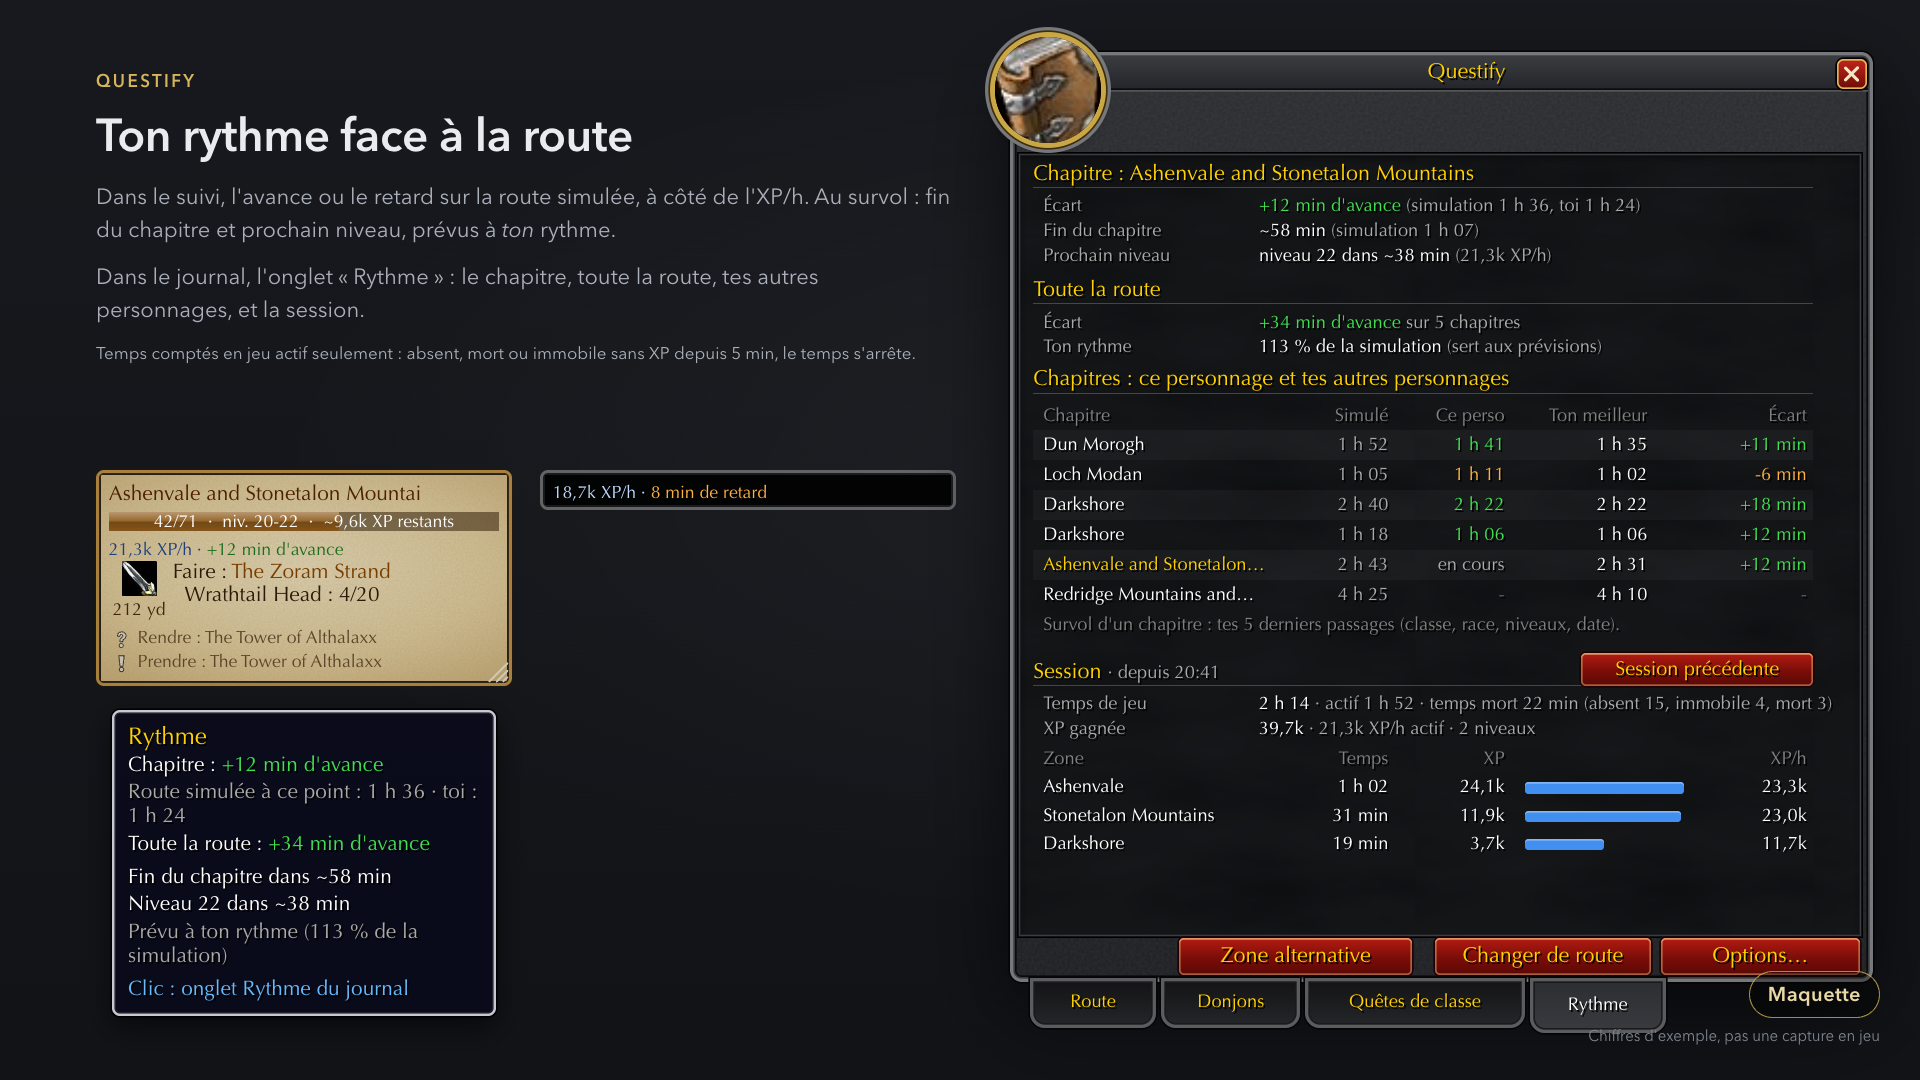 QUESTIFY
Ton rythme face à la route
Dans le suivi, l'avance ou le retard sur la route simulée, à côté de l'XP/h. Au survol : fin
du chapitre et prochain niveau, prévus à ton rythme.
Dans le journal, l'onglet « Rythme » : le chapitre, toute la route, tes autres
personnages, et la session.
Temps comptés en jeu actif seulement : absent, mort ou immobile sans XP depuis 5 min, le temps s'arrête.
Ashenvale and Stonetalon Mountai
42/71 · niv. 20-22 · ~9,6k XP restants
21,3k XP/h · +12 min d'avance
Faire : The Zoram Strand
Wrathtail Head : 4/20
212 yd
? Rendre : The Tower of Althalaxx
! Prendre : The Tower of Althalaxx
18,7k XP/h · 8 min de retard
Rythme
Chapitre : +12 min d'avance
Route simulée à ce point : 1 h 36 · toi :
1 h 24
Toute la route : +34 min d'avance
Fin du chapitre dans ~58 min
Niveau 22 dans ~38 min
Prévu à ton rythme (113 % de la
simulation)
Clic : onglet Rythme du journal
Questify
Chapitre : Ashenvale and Stonetalon Mountains
Écart +12 min d'avance (simulation 1 h 36, toi 1 h 24)
Fin du chapitre ~58 min (simulation 1 h 07)
Prochain niveau niveau 22 dans ~38 min (21,3k XP/h)
Toute la route
Écart +34 min d'avance sur 5 chapitres
Ton rythme 113 % de la simulation (sert aux prévisions)
Chapitres : ce personnage et tes autres personnages
Chapitre Simulé Ce perso Ton meilleur Écart
Dun Morogh 1 h 52 1 h 41 1 h 35 +11 min
Loch Modan 1 h 05 1 h 11 1 h 02 -6 min
Darkshore 2 h 40 2 h 22 2 h 22 +18 min
Darkshore 1 h 18 1 h 06 1 h 06 +12 min
Ashenvale and Stonetalon… 2 h 43 en cours 2 h 31 +12 min
Redridge Mountains and… 4 h 25 - 4 h 10 -
Survol d'un chapitre : tes 5 derniers passages (classe, race, niveaux, date).
Session · depuis 20:41 Session précédente
Temps de jeu 2 h 14 · actif 1 h 52 · temps mort 22 min (absent 15, immobile 4, mort 3)
XP gagnée 39,7k · 21,3k XP/h actif · 2 niveaux
Zone Temps XP XP/h
Ashenvale 1 h 02 24,1k 23,3k
Stonetalon Mountains 31 min 11,9k 23,0k
Darkshore 19 min 3,7k 11,7k
Zone alternative Changer de route Options…
Route Donjons Quêtes de classe Rythme
Maquette
Chiffres d'exemple, pas une capture en jeu